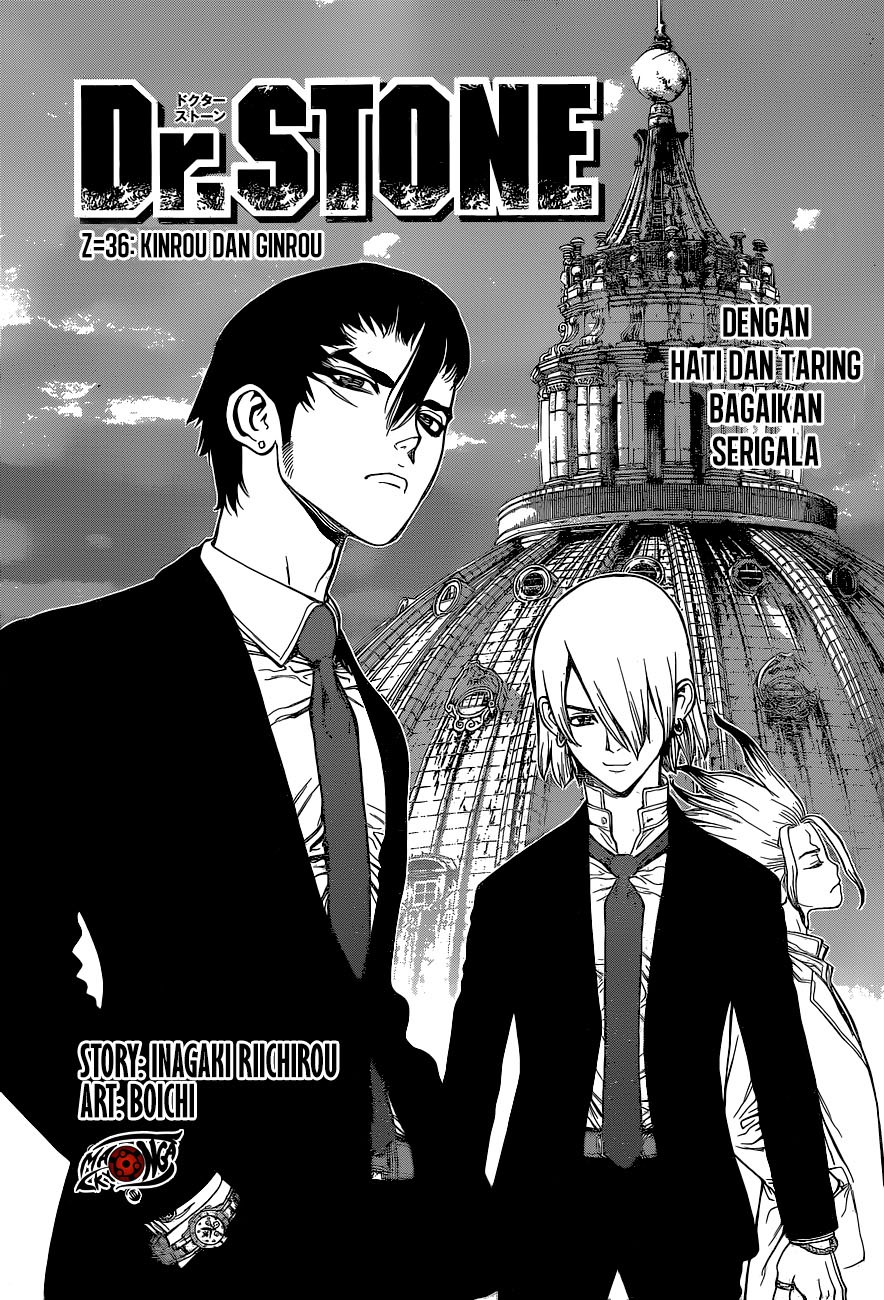 Dr.STONE
ドクター
ストーン
Z=36: KINROU DAN GINROU
DENGAN
HATI DAN TARING
BAGAIKAN
SERIGALA
STORY: INAGAKI RIICHIROU
ART: BOICHI
MANGA